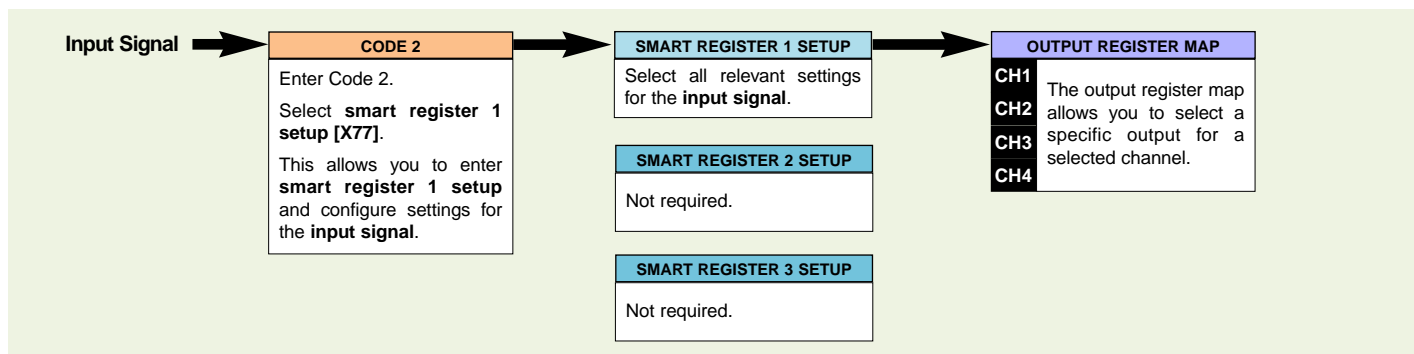 Input Signal
CODE 2
Enter Code 2.
Select smart register 1
setup [X77].
This allows you to enter
smart register 1 setup
and configure settings for
the input signal.
SMART REGISTER 1 SETUP
Select all relevant settings
for the input signal.
SMART REGISTER 2 SETUP
Not required.
SMART REGISTER 3 SETUP
Not required.
OUTPUT REGISTER MAP
CH1
CH2
CH3
CH4
The output register map
allows you to select a
specific output for a
selected channel.